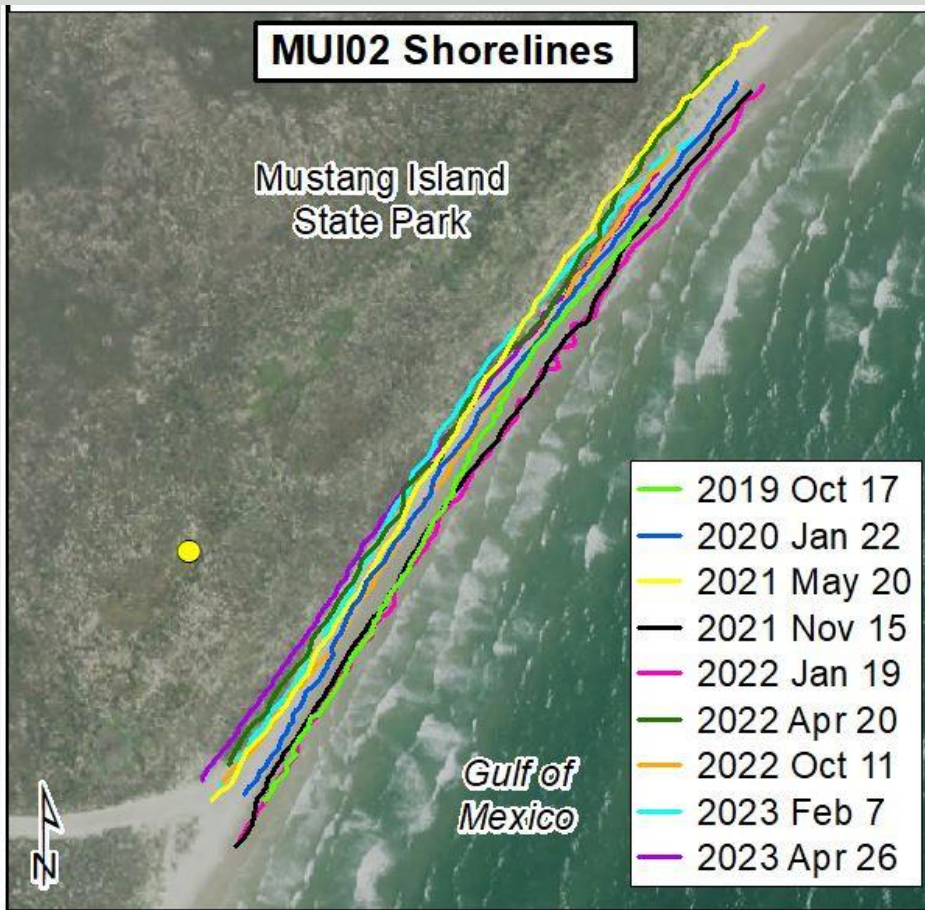 MUI02 Shorelines
Mustang Island
State Park
2019 Oct 17
2020 Jan 22
2021 May 20
2021 Nov 15
2022 Jan 19
2022 Apr 20
2022 Oct 11
2023 Feb 7
2023 Apr 26
Gulf of
Mexico
N